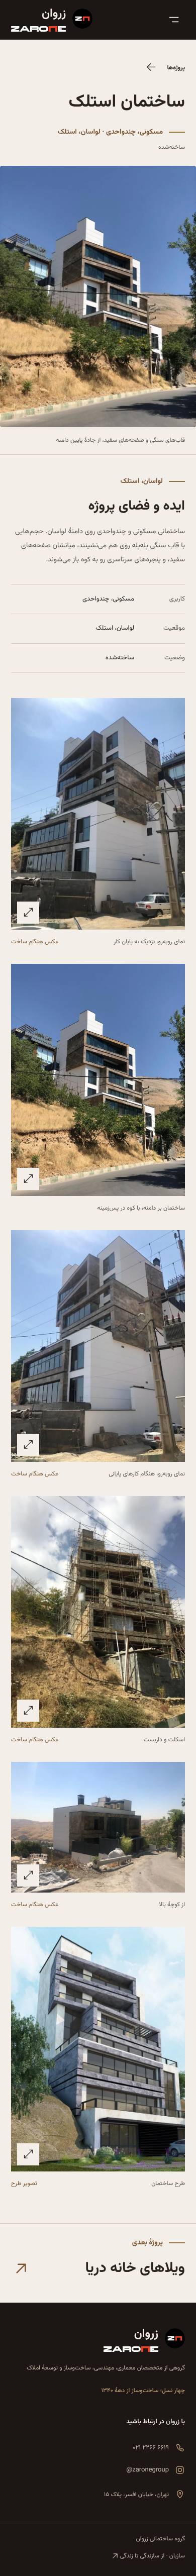 زروان
ZARONE
پروژه‌ها
ساختمان استلک
مسکونی، چندواحدی · لواسان، استلک
ساخته‌شده
قاب‌های سنگی و صفحه‌های سفید، از جادهٔ پایین دامنه
لواسان، استلک
ایده و فضای پروژه
ساختمانی مسکونی و چندواحدی روی دامنهٔ لواسان. حجم‌هایی
با قاب سنگی پله‌پله روی هم می‌نشینند، میانشان صفحه‌های
سفید، و پنجره‌های سرتاسری رو به کوه باز می‌شوند.
کاربری مسکونی، چندواحدی
موقعیت لواسان، استلک
وضعیت ساخته‌شده
نمای روبه‌رو، نزدیک به پایان کار
عکس هنگام ساخت
ساختمان بر دامنه، با کوه در پس‌زمینه
نمای روبه‌رو، هنگام کارهای پایانی
عکس هنگام ساخت
اسکلت و داربست
عکس هنگام ساخت
از کوچهٔ بالا
عکس هنگام ساخت
طرح ساختمان
تصویر طرح
پروژهٔ بعدی
ویلاهای خانه دریا
زروان
ZARONE
گروهی از متخصصان معماری، مهندسی، ساخت‌وساز و توسعهٔ املاک
چهار نسل؛ ساخت‌وساز از دههٔ ۱۳۴۰
با زروان در ارتباط باشید
۰۲۱ ۲۲۶۶ ۶۶۱۹
@zaronegroup
تهران، خیابان افسر، پلاک ۱۵
گروه ساختمانی زروان
سازیان · از سازندگی تا زندگی